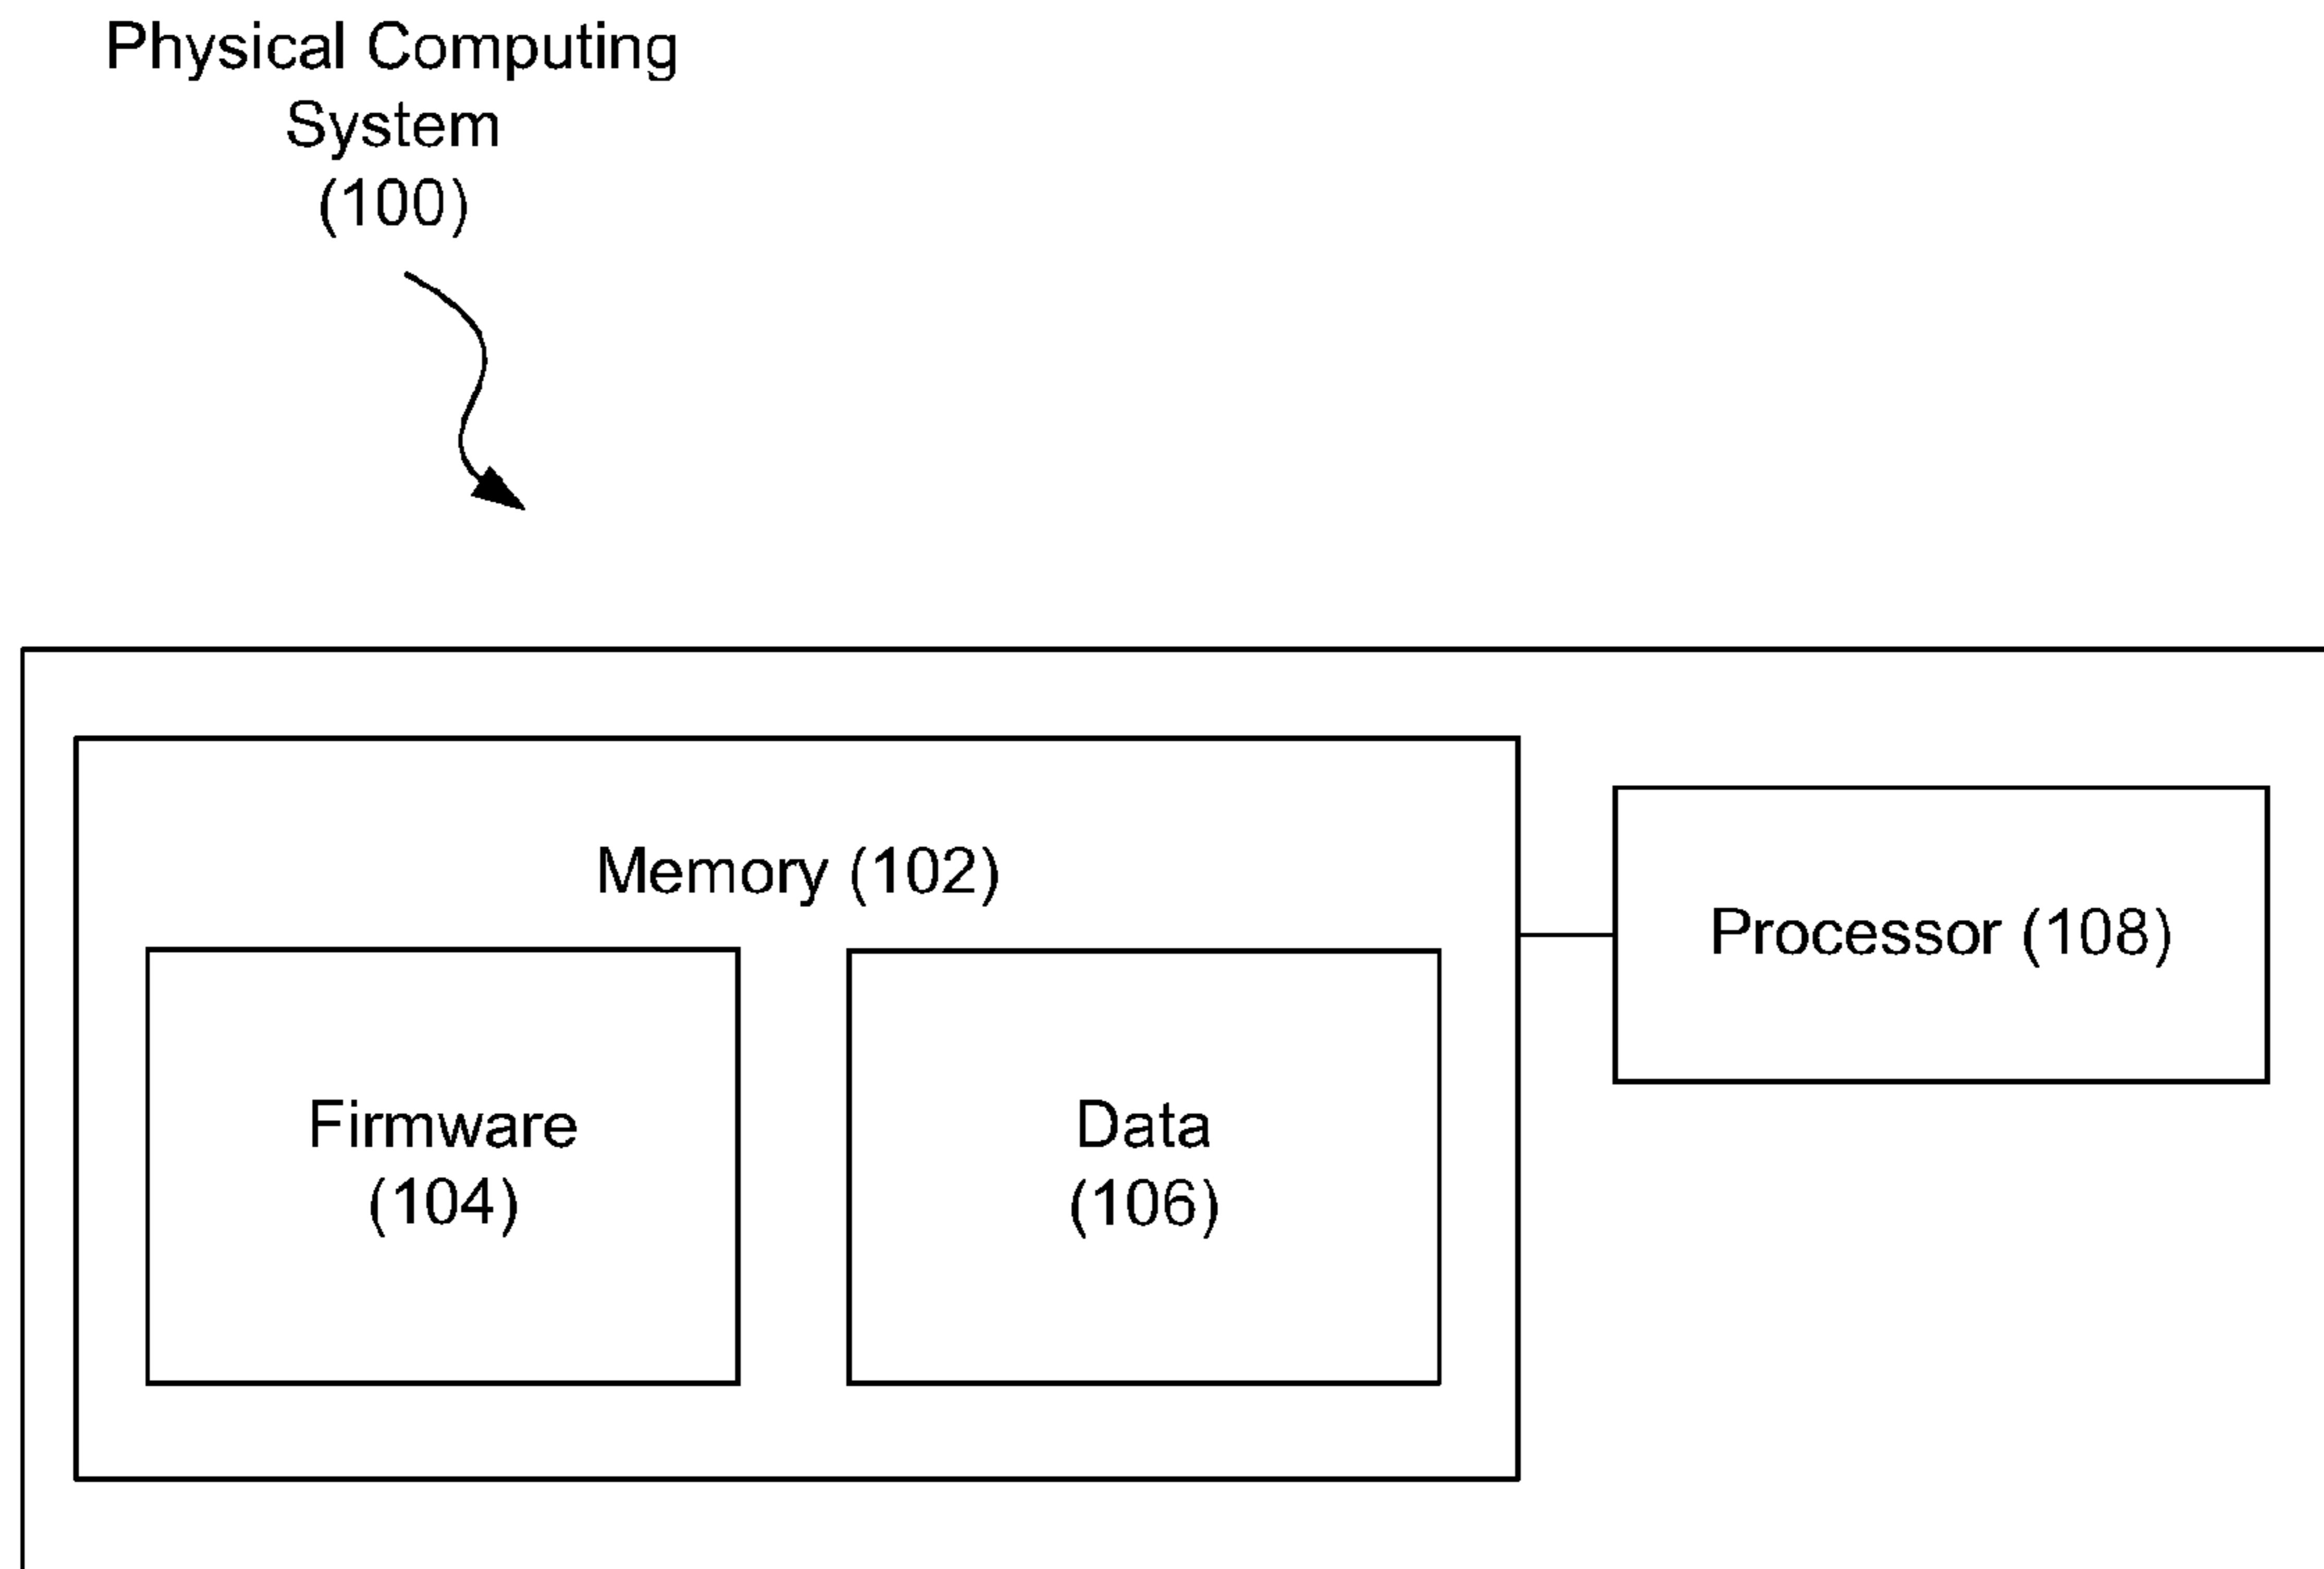 Physical Computing
System
(100)
Memory (102)
Processor (108)
Firmware
(104)
Data
(106)